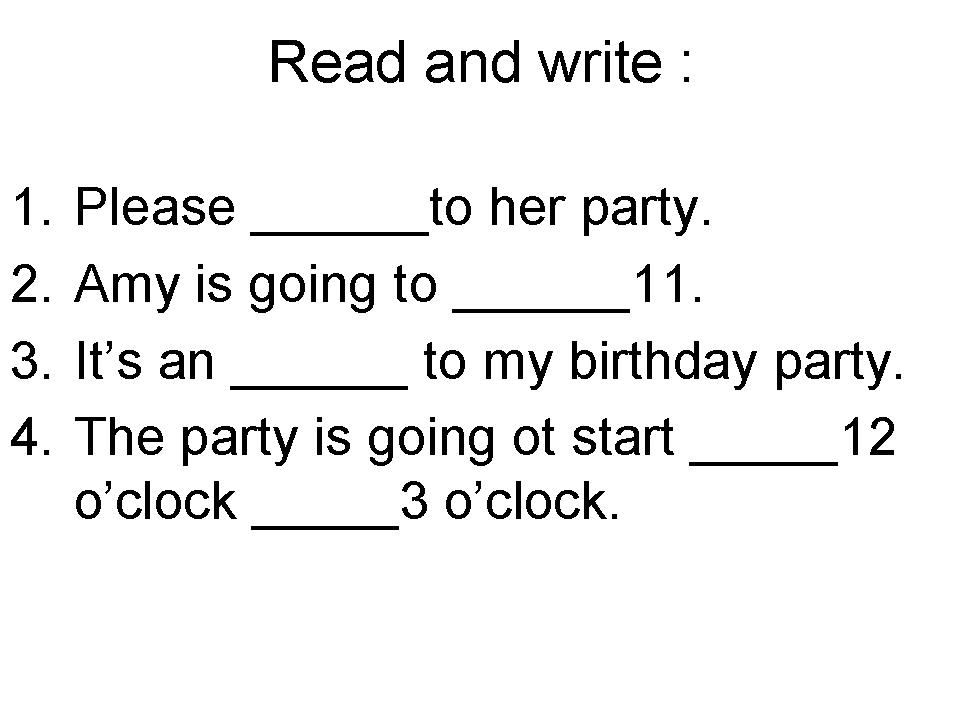 Read and write :
1. Please ______to her party.
2. Amy is going to ______11.
3. It’s an ______ to my birthday party.
4. The party is going ot start _____12
o’clock _____3 o’clock.